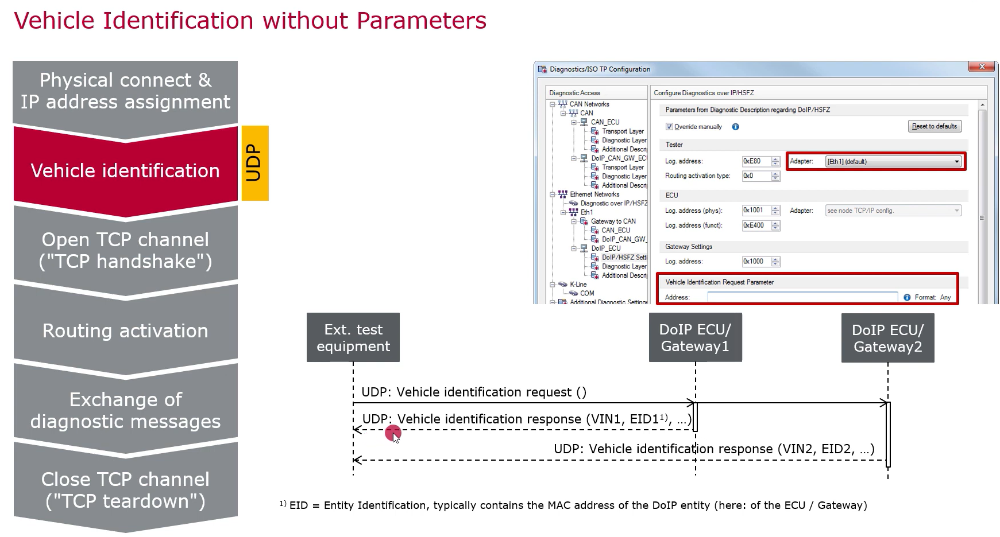 Vehicle Identification without Parameters
Physical connect &
IP address assignment
Vehicle identification
UDP
Open TCP channel
("TCP handshake")
Routing activation
Exchange of
diagnostic messages
Close TCP channel
("TCP teardown")
Diagnostics/ISO TP Configuration
Diagnostic Access
CAN Networks
CAN
CAN_ECU
Transport Layer
Diagnostic Layer
Additional Descri
DoIP_CAN_GW_ECU
Transport Layer
Diagnostic Layer
Additional Descri
Ethernet Networks
Diagnostic over IP/HSFZ
Eth1
Gateway to CAN
CAN_ECU
DoIP_CAN_GW_
DoIP_ECU
DoIP/HSFZ Setti
Diagnostic Layer
Additional Descri
K-Line
COM
Additional Diagnostic Settings
Configure Diagnostics over IP/HSFZ
Parameters from Diagnostic Description regarding DoIP/HSFZ
Override manually
Reset to defaults
Tester
Log. address: 0xE80 Adapter: [Eth1] (default)
Routing activation type: 0x0
ECU
Log. address (phys): 0x1001 Adapter: see node TCP/IP config.
Log. address (funct): 0xE400
Gateway Settings
Log. address: 0x1000
Vehicle Identification Request Parameter
Address: Format: Any
Ext. test
equipment
DoIP ECU/
Gateway1
DoIP ECU/
Gateway2
UDP: Vehicle identification request ()
UDP: Vehicle identification response (VIN1, EID1¹⁾, …)
UDP: Vehicle identification response (VIN2, EID2, …)
¹⁾ EID = Entity Identification, typically contains the MAC address of the DoIP entity (here: of the ECU / Gateway)